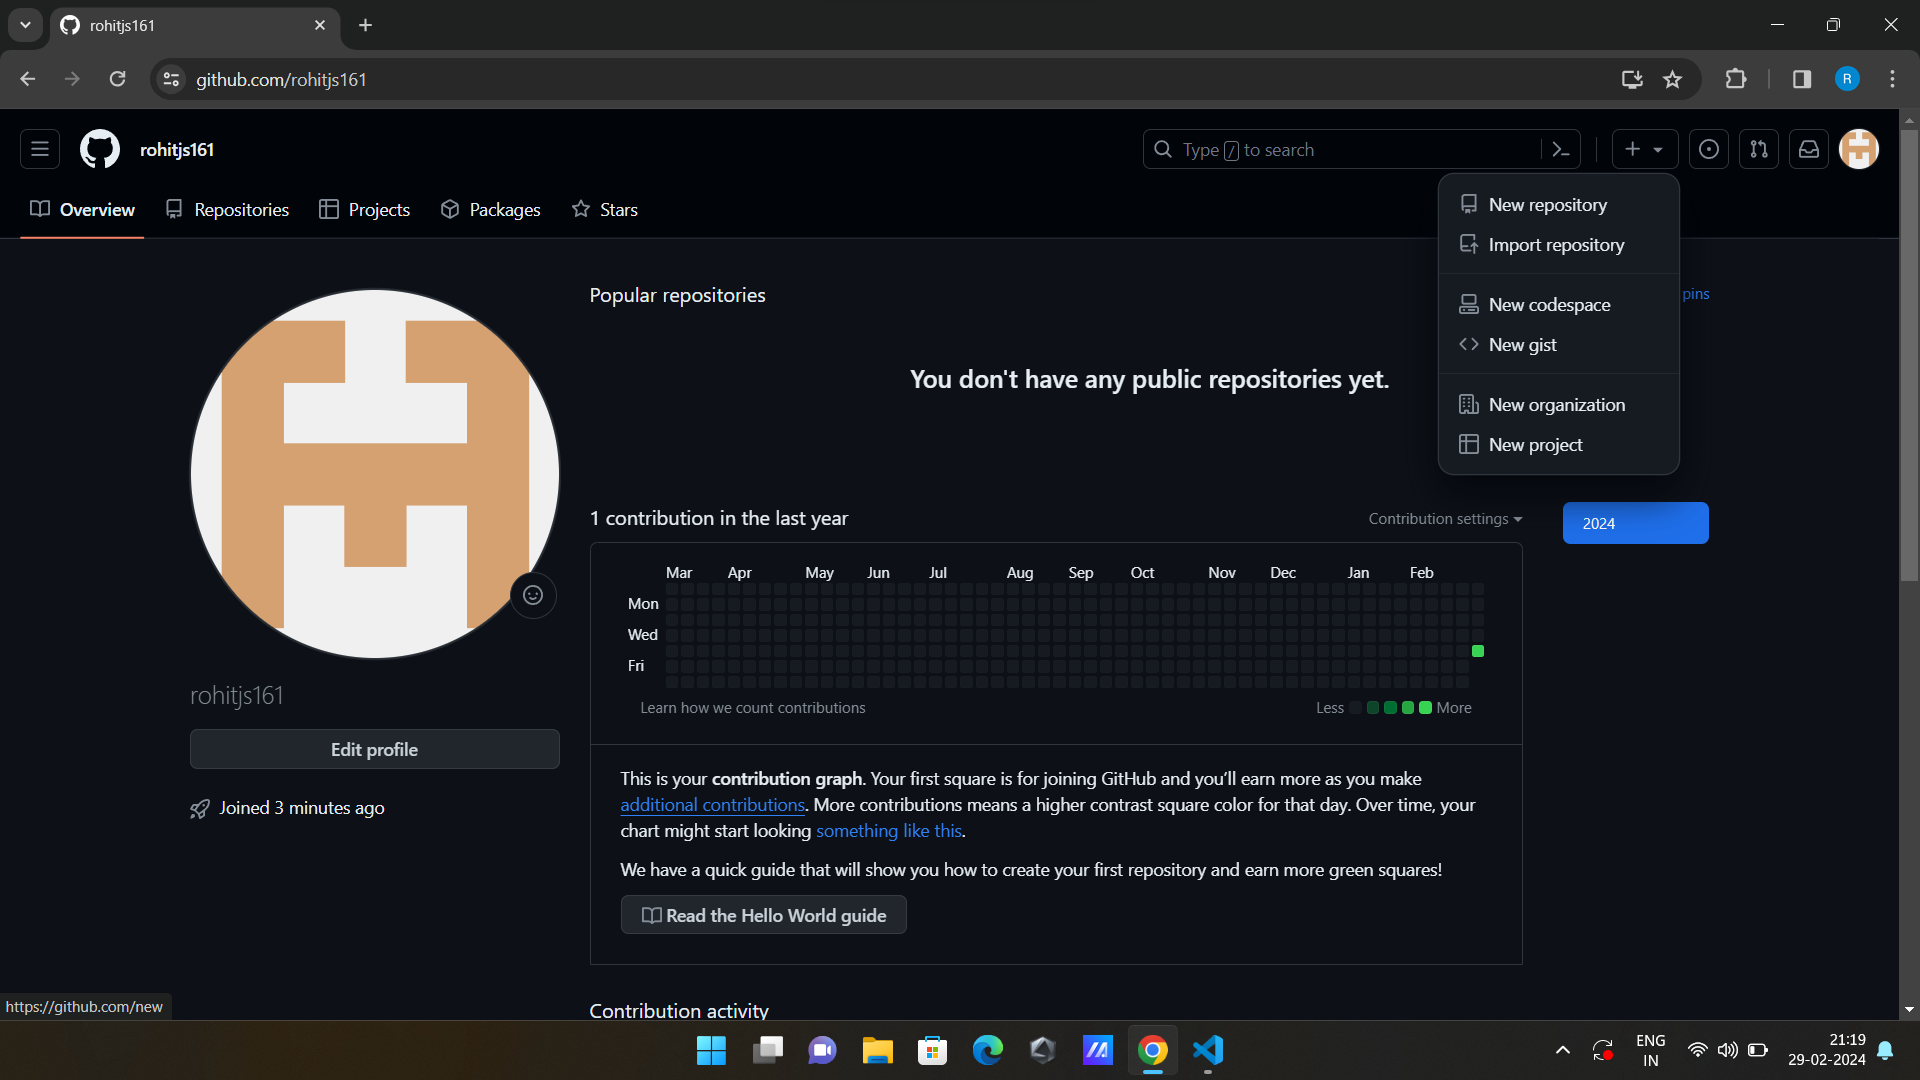 rohitjs161
github.com/rohitjs161
R
rohitjs161
Type / to search
Overview
Repositories
Projects
Packages
Stars
New repository
Import repository
New codespace
New gist
New organization
New project
Popular repositories
pins
You don't have any public repositories yet.
1 contribution in the last year
Contribution settings
2024
Mar Apr May Jun Jul Aug Sep Oct Nov Dec Jan Feb
Mon
Wed
Fri
Learn how we count contributions
Less More
rohitjs161
Edit profile
Joined 3 minutes ago
This is your contribution graph. Your first square is for joining GitHub and you’ll earn more as you make
additional contributions. More contributions means a higher contrast square color for that day. Over time, your
chart might start looking something like this.
We have a quick guide that will show you how to create your first repository and earn more green squares!
Read the Hello World guide
Contribution activity
https://github.com/new
ENG
IN
21:19
29-02-2024